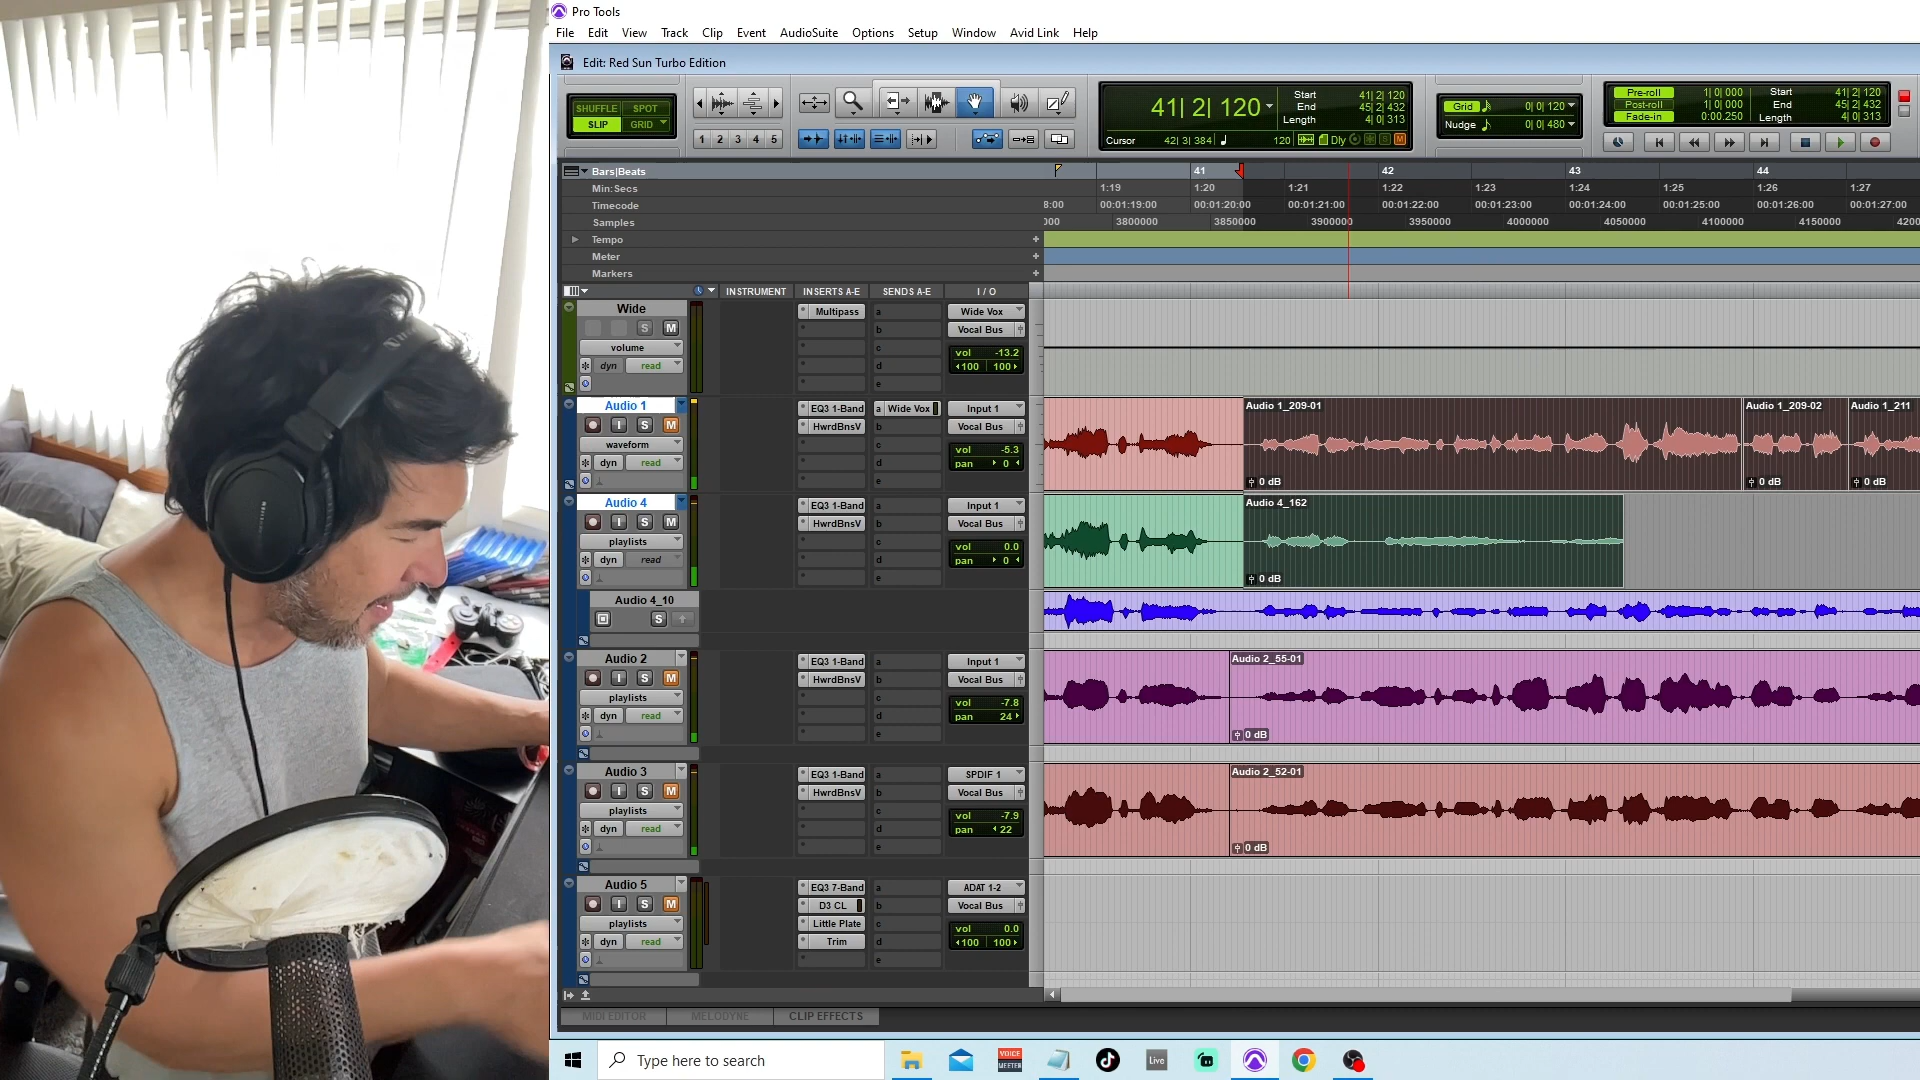 Pro Tools
File Edit View Track Clip Event AudioSuite Options Setup Window Avid Link Help
Edit: Red Sun Turbo Edition
SHUFFLE SPOT
SLIP GRID
1 2 3 4 5
41| 2| 120
Start 41| 2| 120
End 45| 2| 432
Length 4| 0| 313
Cursor 42| 3| 384 120 Dly S M
Grid 0| 0| 120
Nudge 0| 0| 480
Pre-roll 1| 0| 000
Post-roll 1| 0| 000
Fade-in 0:00.250
Start 41| 2| 120
End 45| 2| 432
Length 4| 0| 313
Bars|Beats 41 42 43 44
Min:Secs 1:19 1:20 1:21 1:22 1:23 1:24 1:25 1:26 1:27
Timecode 8:00 00:01:19:00 00:01:20:00 00:01:21:00 00:01:22:00 00:01:23:00 00:01:24:00 00:01:25:00 00:01:26:00 00:01:27:00
Samples 000 3800000 3850000 3900000 3950000 4000000 4050000 4100000 4150000 4200
Tempo
Meter
Markers
INSTRUMENT INSERTS A-E SENDS A-E I / O
Wide Multipass a Wide Vox
S M b Vocal Bus
volume c vol -13.2
dyn read d 100 100
e
Audio 1 EQ3 1-Band a Wide Vox Input 1 Audio 1_209-01 Audio 1_209-02 Audio 1_211
I S M HwrdBnsV b Vocal Bus
waveform c vol -5.3
dyn read d pan 0
e 0 dB 0 dB 0 dB
Audio 4 EQ3 1-Band a Input 1 Audio 4_162
I S M HwrdBnsV b Vocal Bus
playlists c vol 0.0
dyn read d pan 0
e 0 dB
Audio 4_10
S
Audio 2 EQ3 1-Band a Input 1 Audio 2_55-01
I S M HwrdBnsV b Vocal Bus
playlists c vol -7.8
dyn read d pan 24
e 0 dB
Audio 3 EQ3 1-Band a SPDIF 1 Audio 2_52-01
I S M HwrdBnsV b Vocal Bus
playlists c vol -7.9
dyn read d pan 22
e 0 dB
Audio 5 EQ3 7-Band a ADAT 1-2
I S M D3 CL b Vocal Bus
playlists Little Plate c vol 0.0
dyn read Trim d 100 100
e
MIDI EDITOR MELODYNE CLIP EFFECTS
Type here to search
VOICE MEETER
Live